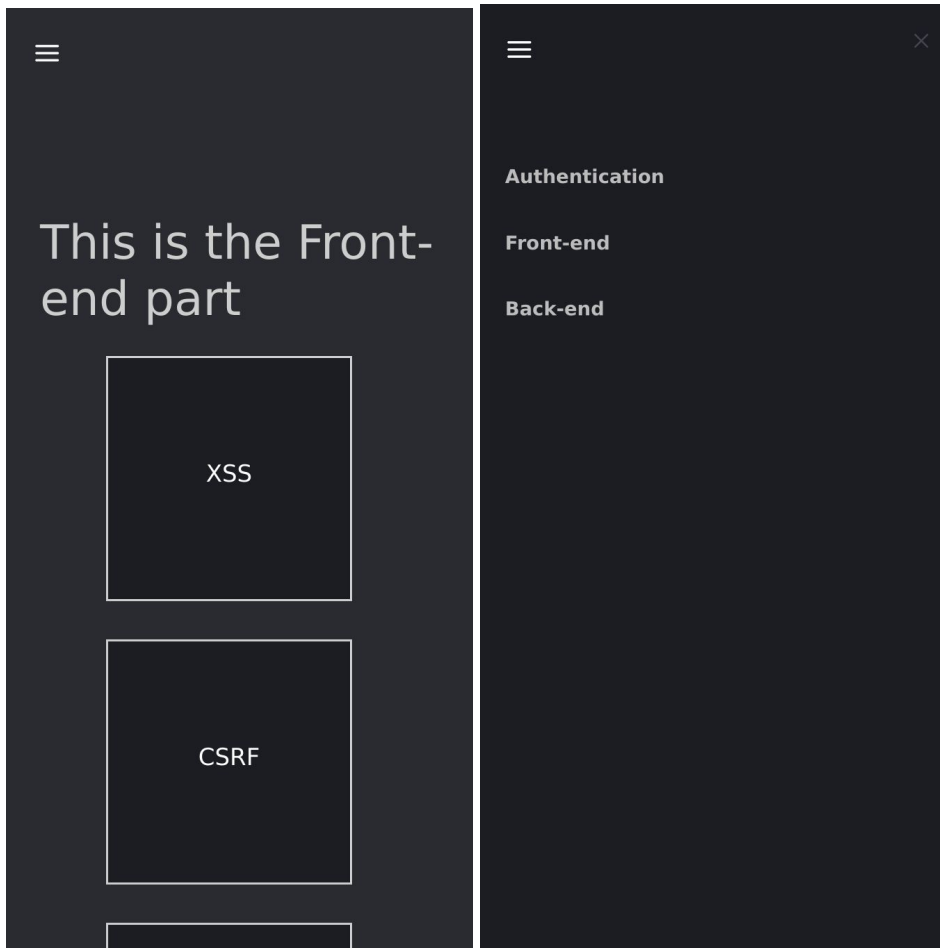 This is the Front-
end part
XSS
CSRF
Authentication
Front-end
Back-end